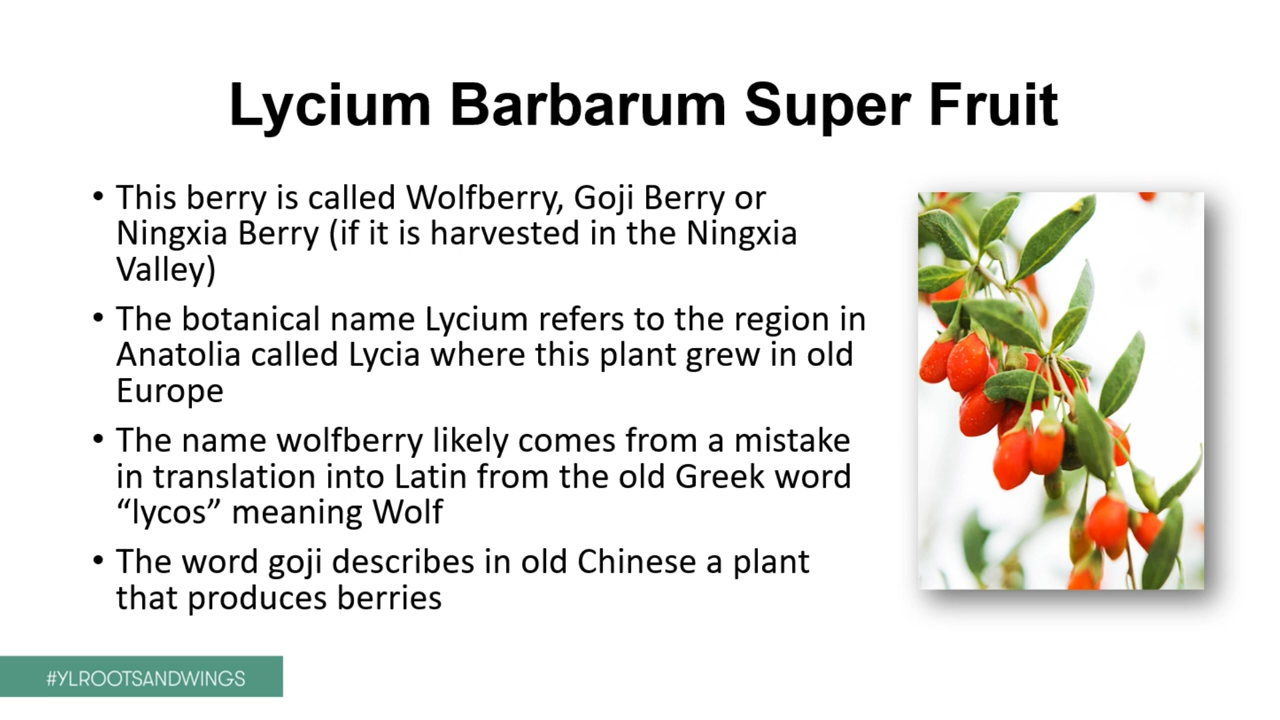 Lycium Barbarum Super Fruit
• This berry is called Wolfberry, Goji Berry or
Ningxia Berry (if it is harvested in the Ningxia
Valley)
• The botanical name Lycium refers to the region in
Anatolia called Lycia where this plant grew in old
Europe
• The name wolfberry likely comes from a mistake
in translation into Latin from the old Greek word
“lycos” meaning Wolf
• The word goji describes in old Chinese a plant
that produces berries
#YLROOTSANDWINGS